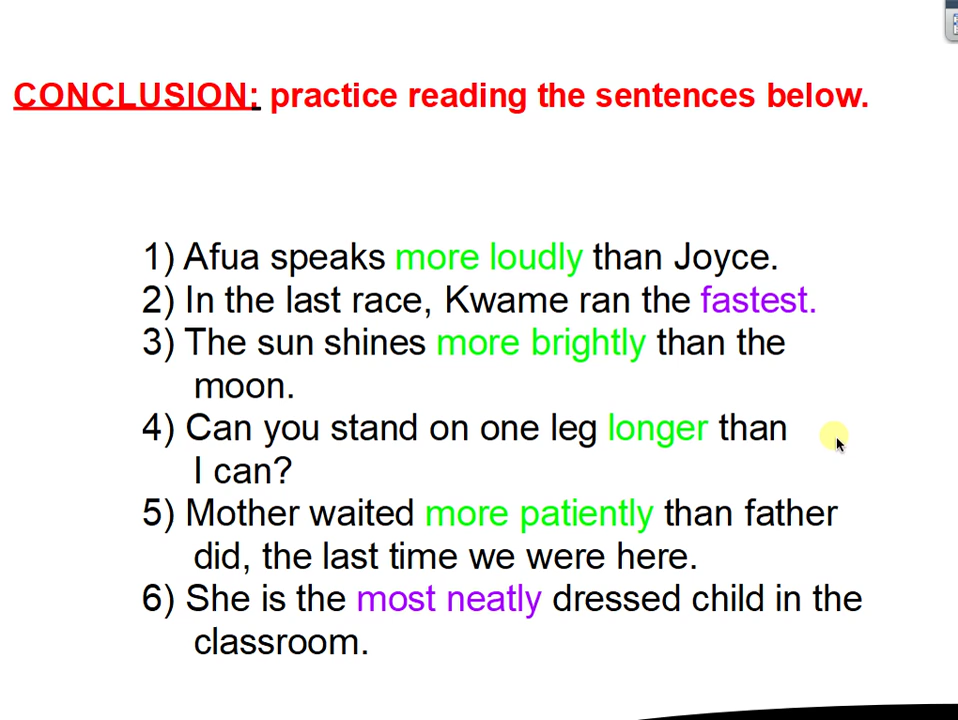 CONCLUSION: practice reading the sentences below.
1) Afua speaks more loudly than Joyce.
2) In the last race, Kwame ran the fastest.
3) The sun shines more brightly than the
moon.
4) Can you stand on one leg longer than
I can?
5) Mother waited more patiently than father
did, the last time we were here.
6) She is the most neatly dressed child in the
classroom.